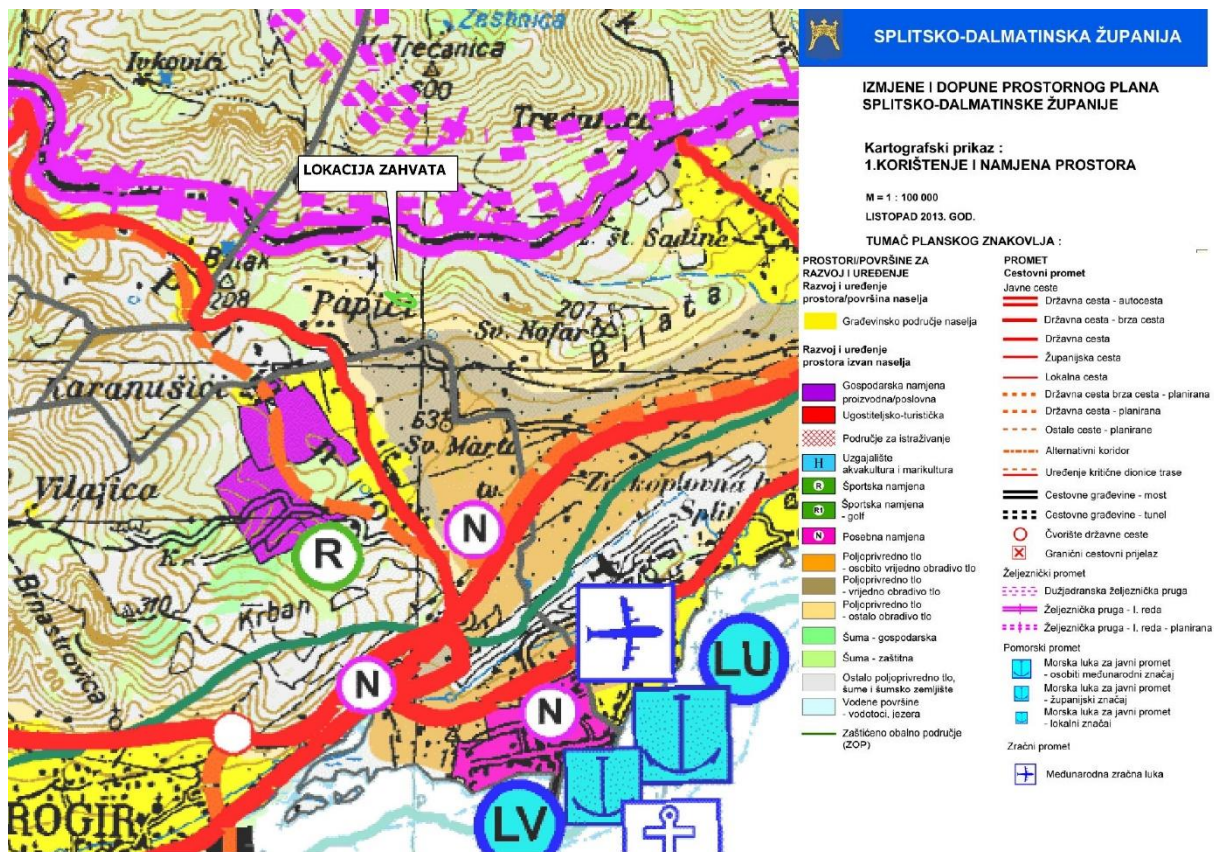 Zestnica
Ivkovići
V. Trećanica
600
Trećanica
LOKACIJA ZAHVATA
Z. st. Sadine
208
Papići
207
Sv. Nofar
Bilata
Karanušići
63
Sv. Marta
Vilajica
N
R
310
Krban
Brnastrovica
200
LU
N
N
ROGIR
LV
SPLITSKO-DALMATINSKA ŽUPANIJA
IZMJENE I DOPUNE PROSTORNOG PLANA
SPLITSKO-DALMATINSKE ŽUPANIJE
Kartografski prikaz :
1.KORIŠTENJE I NAMJENA PROSTORA
M = 1 : 100 000
LISTOPAD 2013. GOD.
TUMAČ PLANSKOG ZNAKOVLJA :
PROSTORI/POVRŠINE ZA
RAZVOJ I UREĐENJE
Razvoj i uređenje
prostora/površina naselja
Građevinsko područje naselja
Razvoj i uređenje
prostora izvan naselja
Gospodarska namjena
proizvodna/poslovna
Ugostiteljsko-turistička
Područje za istraživanje
H
Uzgajalište
akvakultura i marikultura
R
Športska namjena
R1
Športska namjena
- golf
N
Posebna namjena
Poljoprivredno tlo
- osobito vrijedno obradivo tlo
Poljoprivredno tlo
- vrijedno obradivo tlo
Poljoprivredno tlo
- ostalo obradivo tlo
Šuma - gospodarska
Šuma - zaštitna
Ostalo poljoprivredno tlo,
šume i šumsko zemljište
Vodene površine
- vodotoci, jezera
Zaštićeno obalno područje
(ZOP)
PROMET
Cestovni promet
Javne ceste
Državna cesta - autocesta
Državna cesta - brza cesta
Državna cesta
Županijska cesta
Lokalna cesta
Državna cesta brza cesta - planirana
Državna cesta - planirana
Ostale ceste - planirane
Alternativni koridor
Uređenje kritične dionice trase
Cestovne građevine - most
Cestovne građevine - tunel
Čvorište državne ceste
Granični cestovni prijelaz
Željeznički promet
Dužjadranska željeznička pruga
Željeznička pruga - I. reda
Željeznička pruga - I. reda - planirana
Pomorski promet
Morska luka za javni promet
- osobiti međunarodni značaj
Morska luka za javni promet
- županijski značaj
Morska luka za javni promet
- lokalni značaj
Zračni promet
Međunarodna zračna luka